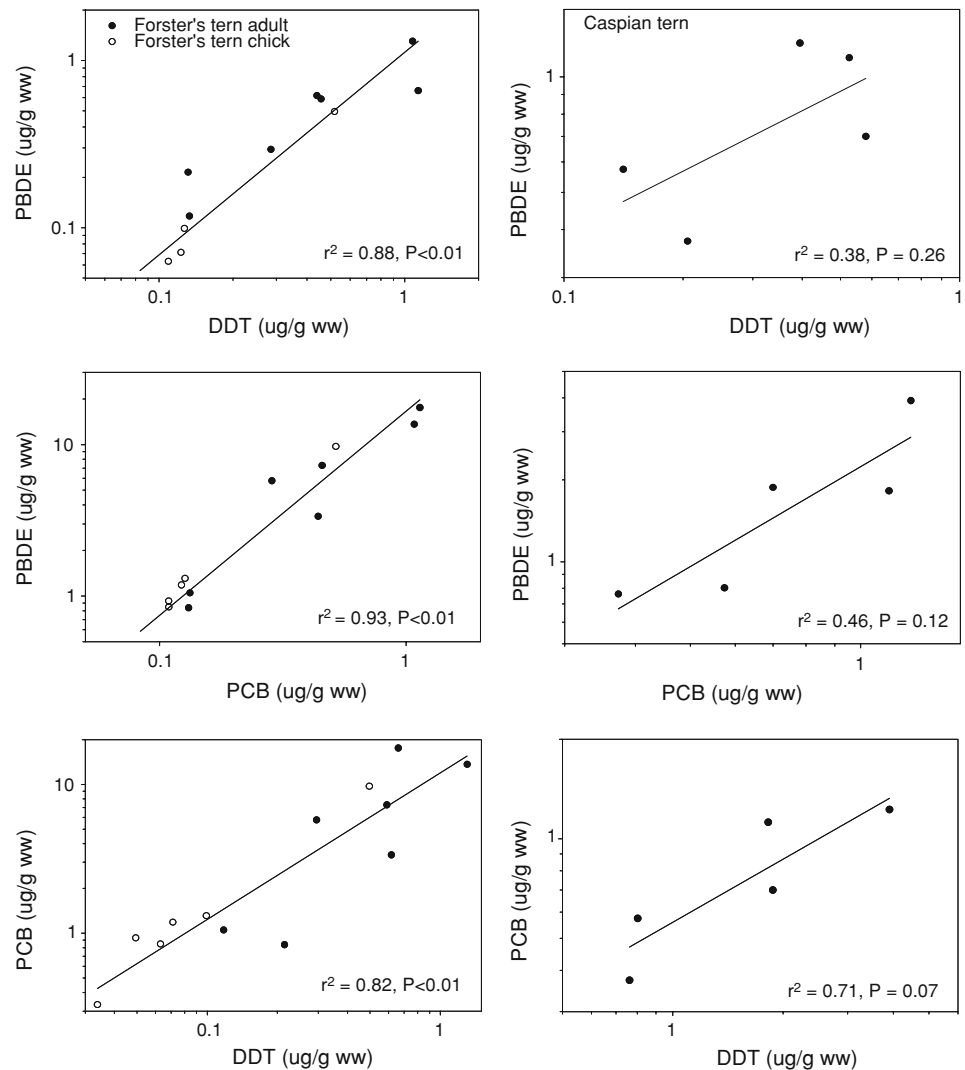 Forster's tern adult
Forster's tern chick
1
0.1
PBDE (ug/g ww)
r² = 0.88, P<0.01
0.1 1
DDT (ug/g ww)
Caspian tern
1
PBDE (ug/g ww)
r² = 0.38, P = 0.26
0.1 1
DDT (ug/g ww)
10
1
PBDE (ug/g ww)
r² = 0.93, P<0.01
0.1 1
PCB (ug/g ww)
1
PBDE (ug/g ww)
r² = 0.46, P = 0.12
1
PCB (ug/g ww)
10
1
PCB (ug/g ww)
r² = 0.82, P<0.01
0.1 1
DDT (ug/g ww)
1
PCB (ug/g ww)
r² = 0.71, P = 0.07
1
DDT (ug/g ww)